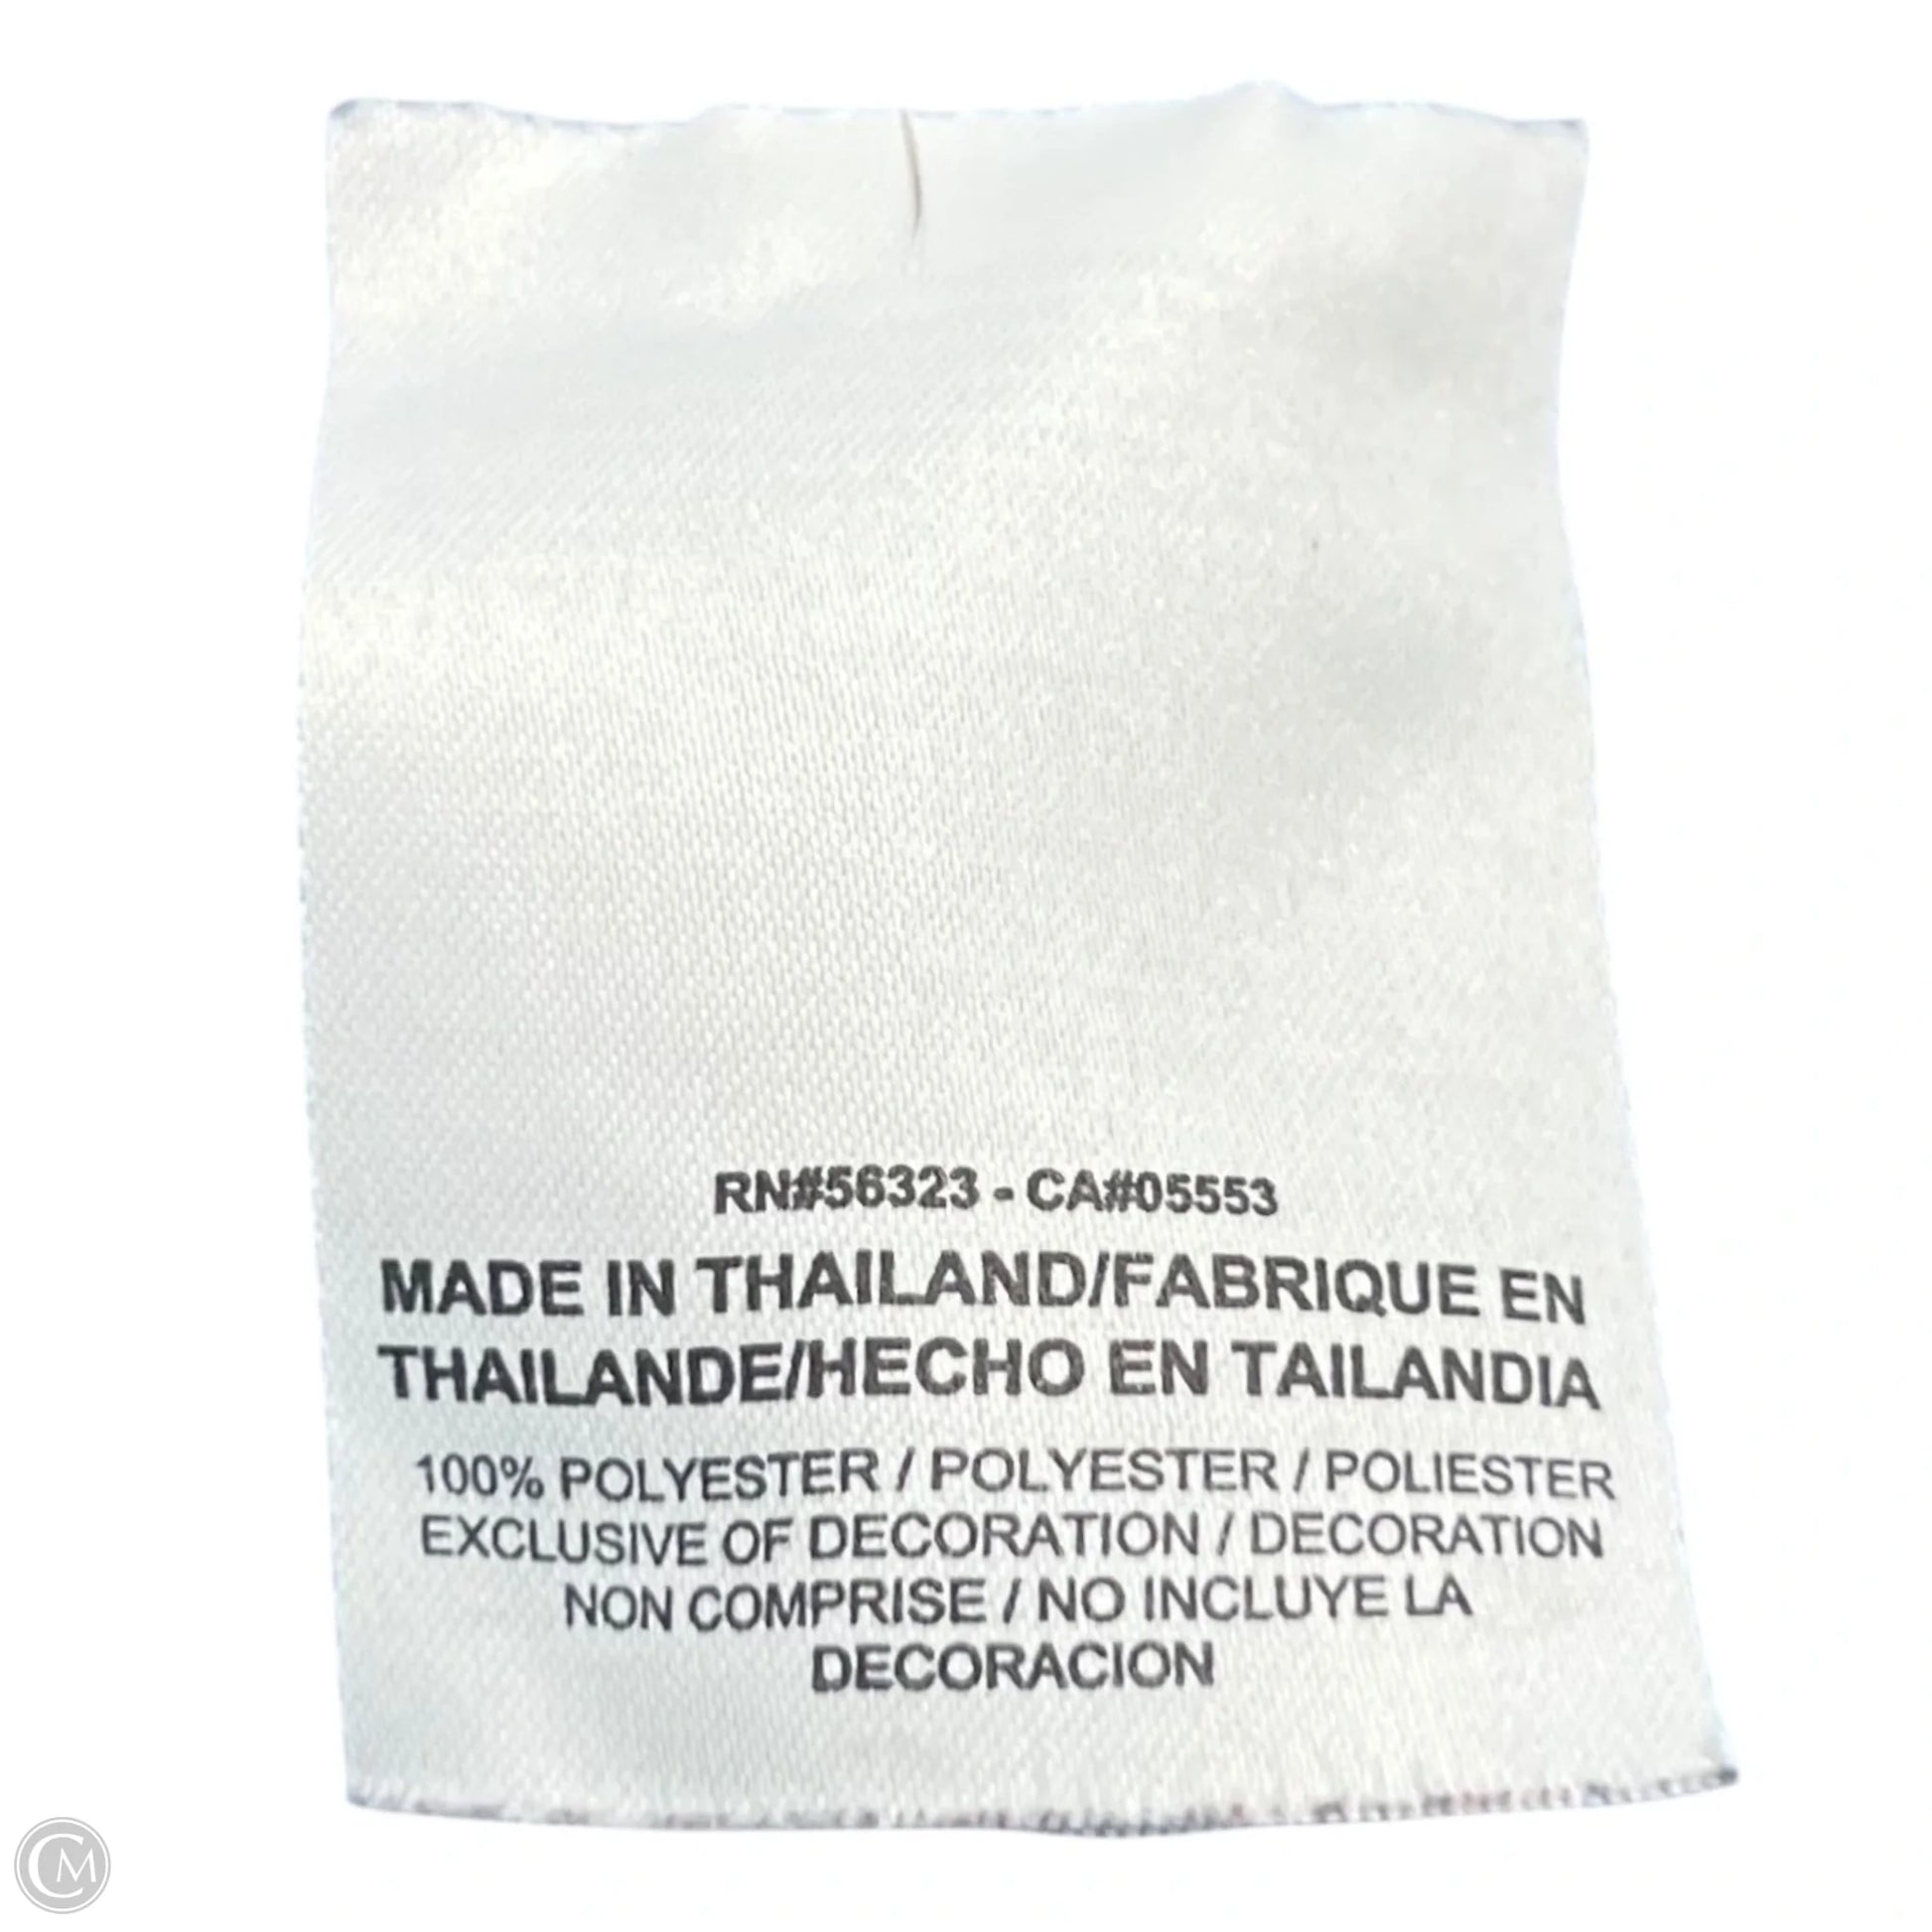 RN#56323 - CA#05553
MADE IN THAILAND/FABRIQUE EN
THAILANDE/HECHO EN TAILANDIA
100% POLYESTER / POLYESTER / POLIESTER
EXCLUSIVE OF DECORATION / DECORATION
NON COMPRISE / NO INCLUYE LA
DECORACION
CM